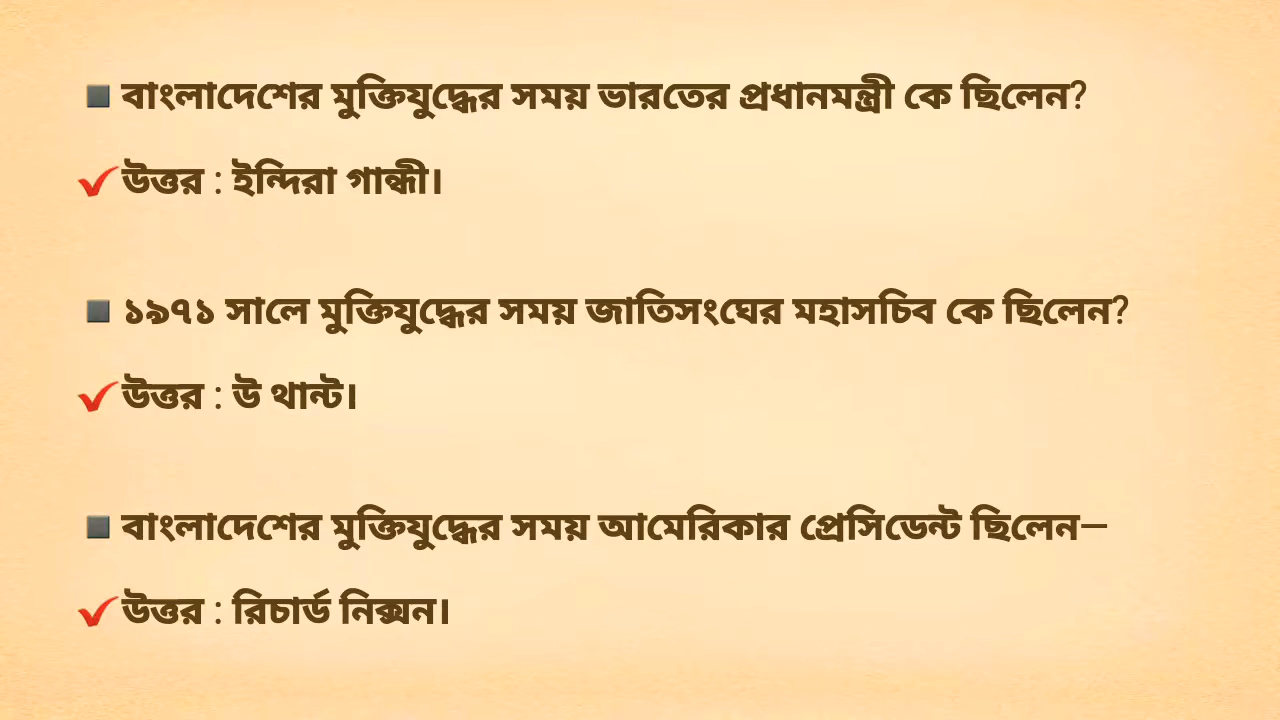 ◾ বাংলাদেশের মুক্তিযুদ্ধের সময় ভারতের প্রধানমন্ত্রী কে ছিলেন?
✔ উত্তর : ইন্দিরা গান্ধী।
◾ ১৯৭১ সালে মুক্তিযুদ্ধের সময় জাতিসংঘের মহাসচিব কে ছিলেন?
✔ উত্তর : উ থান্ট।
◾ বাংলাদেশের মুক্তিযুদ্ধের সময় আমেরিকার প্রেসিডেন্ট ছিলেন—
✔ উত্তর : রিচার্ড নিক্সন।